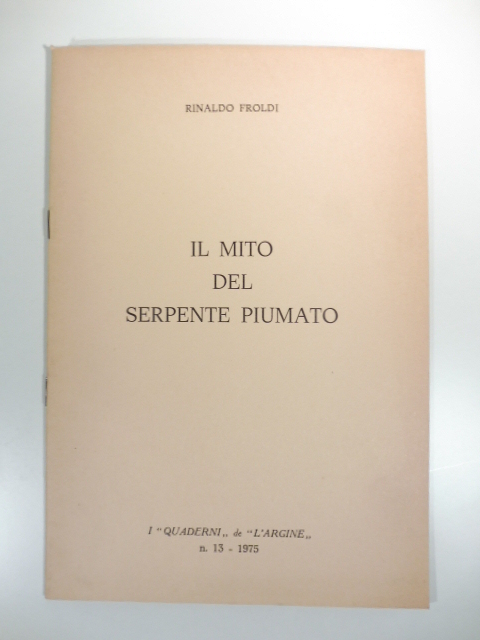 RINALDO FROLDI
IL MITO
DEL
SERPENTE PIUMATO
I "QUADERNI„ de "L'ARGINE„
n. 13 - 1975